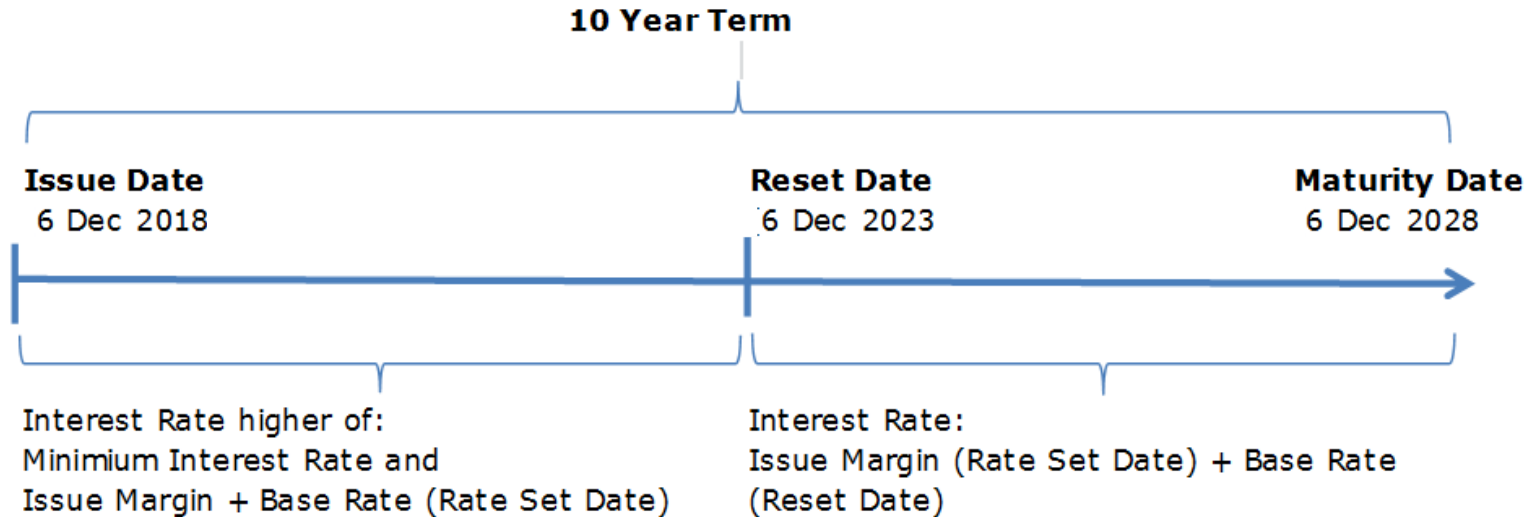 10 Year Term
Issue Date
6 Dec 2018
Reset Date
6 Dec 2023
Maturity Date
6 Dec 2028
Interest Rate higher of:
Minimium Interest Rate and
Issue Margin + Base Rate (Rate Set Date)
Interest Rate:
Issue Margin (Rate Set Date) + Base Rate
(Reset Date)